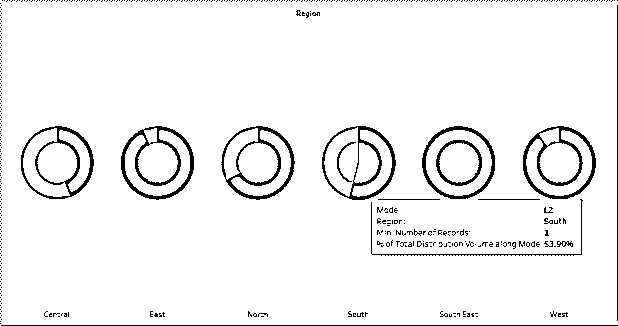 Region
Mode: L2
Region: South
Min. Number of Records: 1
% of Total Distribution Volume along Mode: 53.90%
Central East North South South East West